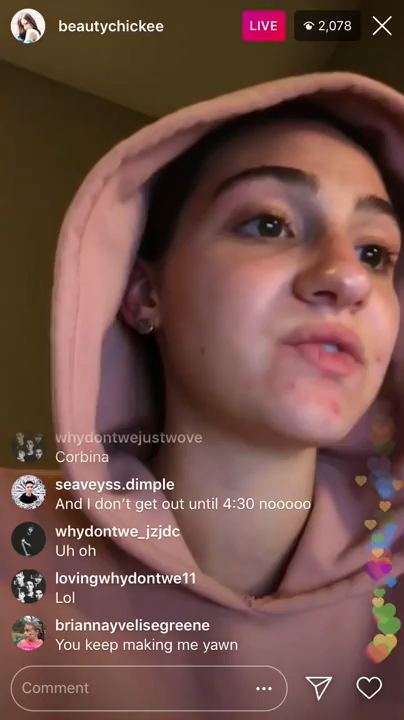 beautychickee
LIVE
2,078
whydontwejustwove
Corbina
seaveyss.dimple
And I don't get out until 4:30 nooooo
whydontwe_jzjdc
Uh oh
lovingwhydontwe11
Lol
briannayvelisegreene
You keep making me yawn
Comment